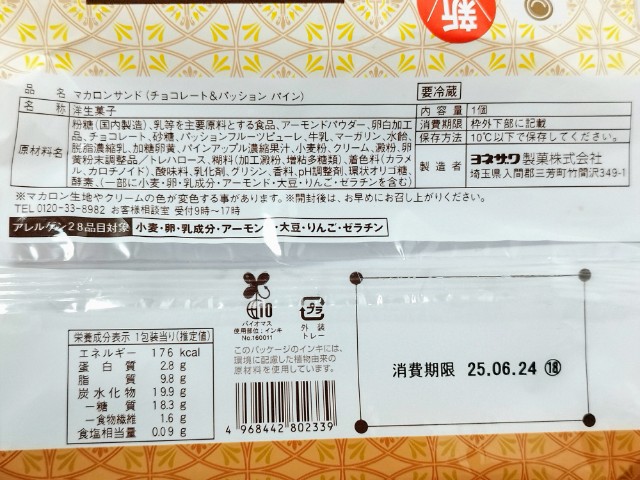 新
品　名 マカロンサンド(チョコレート＆パッション パイン)
要冷蔵
名　称 洋生菓子
原材料名 粉糖(国内製造)、乳等を主要原料とする食品、アーモンドパウダー、卵白加工
品、チョコレート、砂糖、パッションフルーツピューレ、牛乳、マーガリン、水飴、
脱脂濃縮乳、加糖卵黄、パインアップル濃縮果汁、小麦粉、クリーム、澱粉、卵
黄粉末調整品／トレハロース、糊料(加工澱粉、増粘多糖類)、着色料(カラメ
ル、カロチノイド)、酸味料、乳化剤、グリシン、香料、pH調整剤、環状オリゴ糖、
酵素、(一部に小麦・卵・乳成分・アーモンド・大豆・りんご・ゼラチンを含む)
内容量 1個
消費期限 枠外下部に記載
保存方法 10℃以下で保存してください。
製造者 ヨネザワ製菓株式会社
埼玉県入間郡三芳町竹間沢349-1
※マカロン生地やクリームの色が変色する事があります。※開封後は、お早めにお召し上がりください。
TEL 0120-33-8982 お客様相談室 受付9時〜17時
アレルゲン28品目対象 小麦・卵・乳成分・アーモンド・大豆・りんご・ゼラチン
10
バイオマス
使用部位:インキ
No.160011
プラ
外 装
トレー
このパッケージのインキには、
環境に配慮した植物由来の
原材料を使用しています。
栄養成分表示 1包装当り(推定値)
エネルギー 176 kcal
蛋白質 2.8 g
脂質 9.8 g
炭水化物 19.9 g
－糖質 18.3 g
－食物繊維 1.6 g
食塩相当量 0.09 g
4 968442 802339
消費期限 25.06.24 ⑱